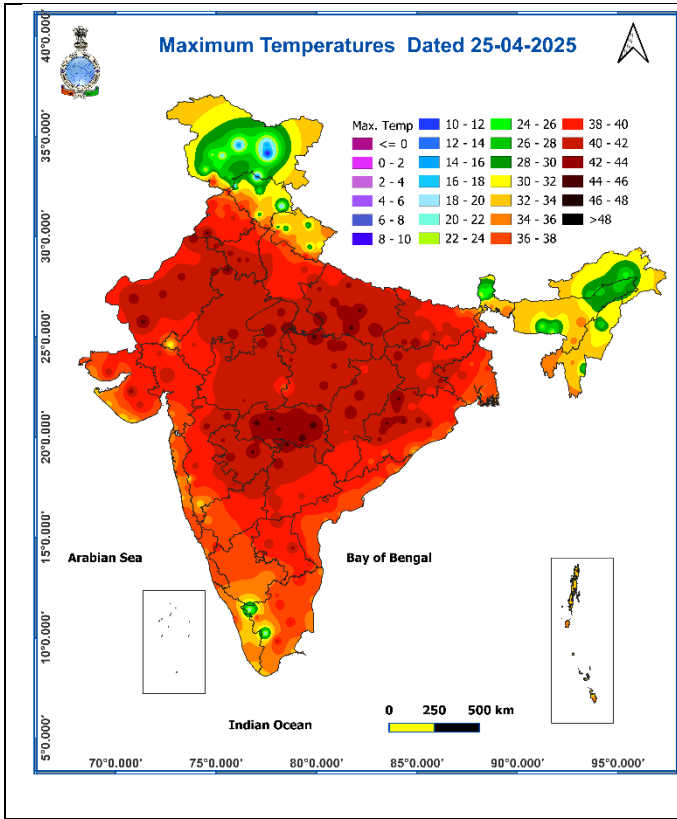 Maximum Temperatures Dated 25-04-2025
Max. Temp
<= 0
0 - 2
2 - 4
4 - 6
6 - 8
8 - 10
10 - 12
12 - 14
14 - 16
16 - 18
18 - 20
20 - 22
22 - 24
24 - 26
26 - 28
28 - 30
30 - 32
32 - 34
34 - 36
36 - 38
38 - 40
40 - 42
42 - 44
44 - 46
46 - 48
>48
40°0.000'
35°0.000'
30°0.000'
25°0.000'
20°0.000'
15°0.000'
10°0.000'
5°0.000'
Arabian Sea
Bay of Bengal
Indian Ocean
0 250 500 km
70°0.000' 75°0.000' 80°0.000' 85°0.000' 90°0.000' 95°0.000'